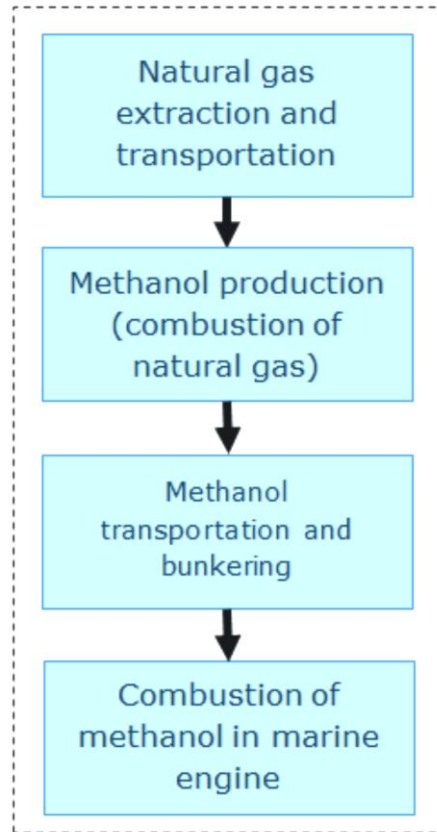 Natural gas
extraction and
transportation
Methanol production
(combustion of
natural gas)
Methanol
transportation and
bunkering
Combustion of
methanol in marine
engine